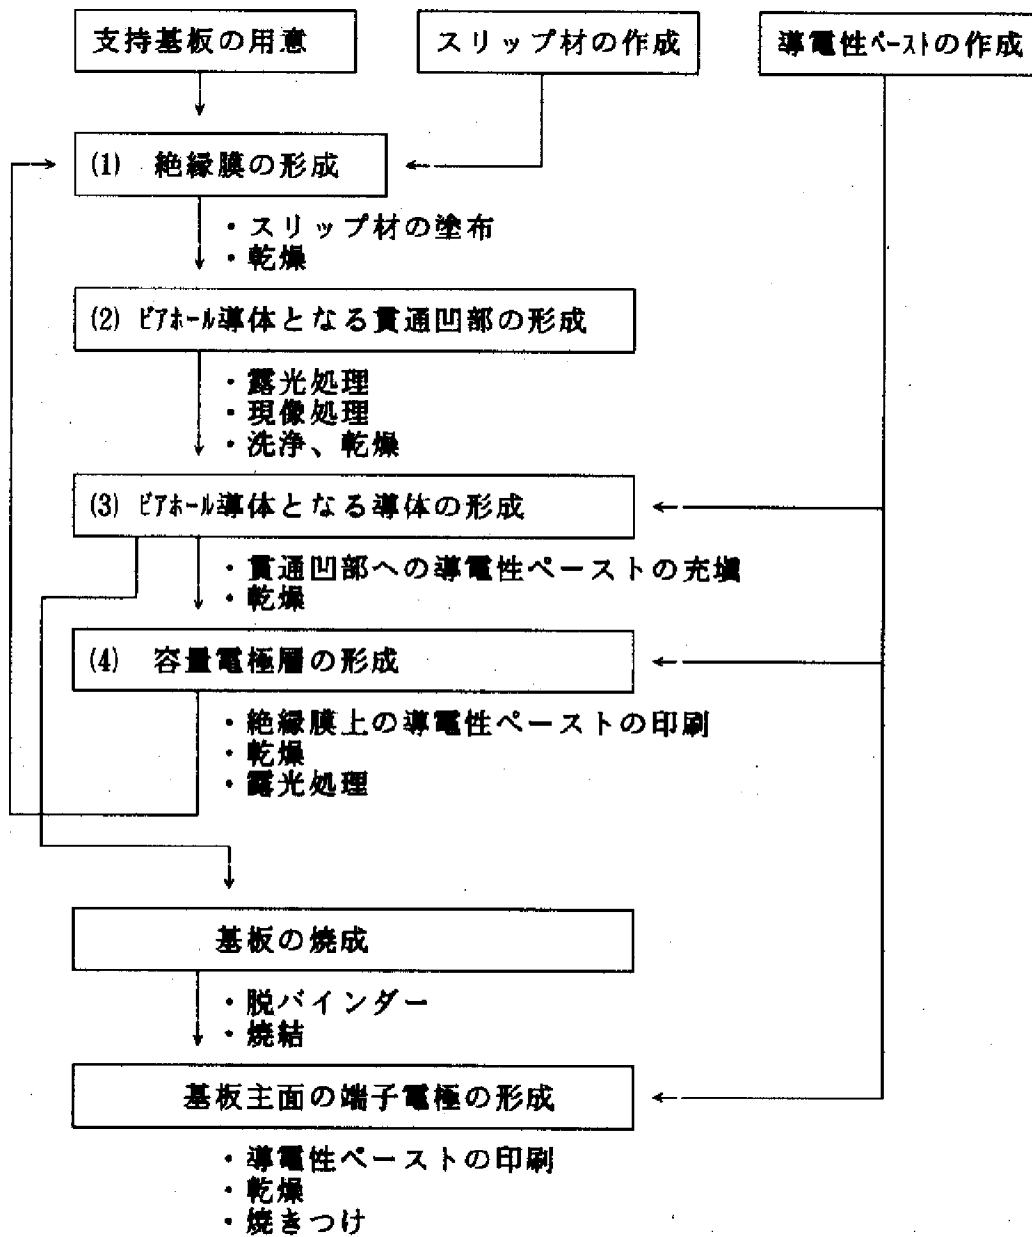 支持基板の用意
スリップ材の作成
導電性ペーストの作成
(1) 絶縁膜の形成
・スリップ材の塗布
・乾燥
(2) ビアホール導体となる貫通凹部の形成
・露光処理
・現像処理
・洗浄、乾燥
(3) ビアホール導体となる導体の形成
・貫通凹部への導電性ペーストの充填
・乾燥
(4) 容量電極層の形成
・絶縁膜上の導電性ペーストの印刷
・乾燥
・露光処理
基板の焼成
・脱バインダー
・焼結
基板主面の端子電極の形成
・導電性ペーストの印刷
・乾燥
・焼きつけ